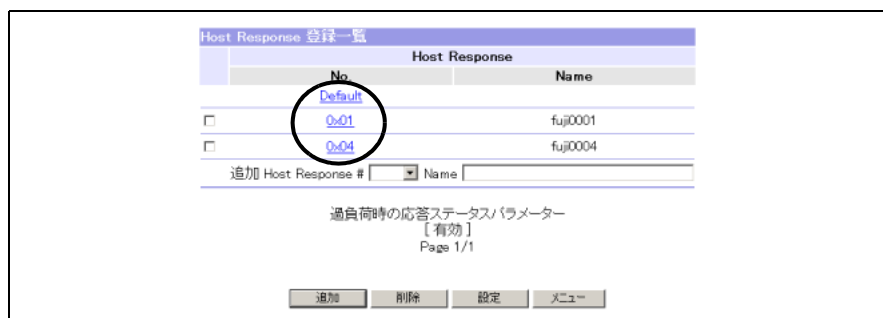 Host Response 登録一覧
Host Response
No. Name
Default
0x01 fuji0001
0x04 fuji0004
追加 Host Response # Name
過負荷時の応答ステータスパラメーター
[ 有効 ]
Page 1/1
追加 削除 設定 メニュー